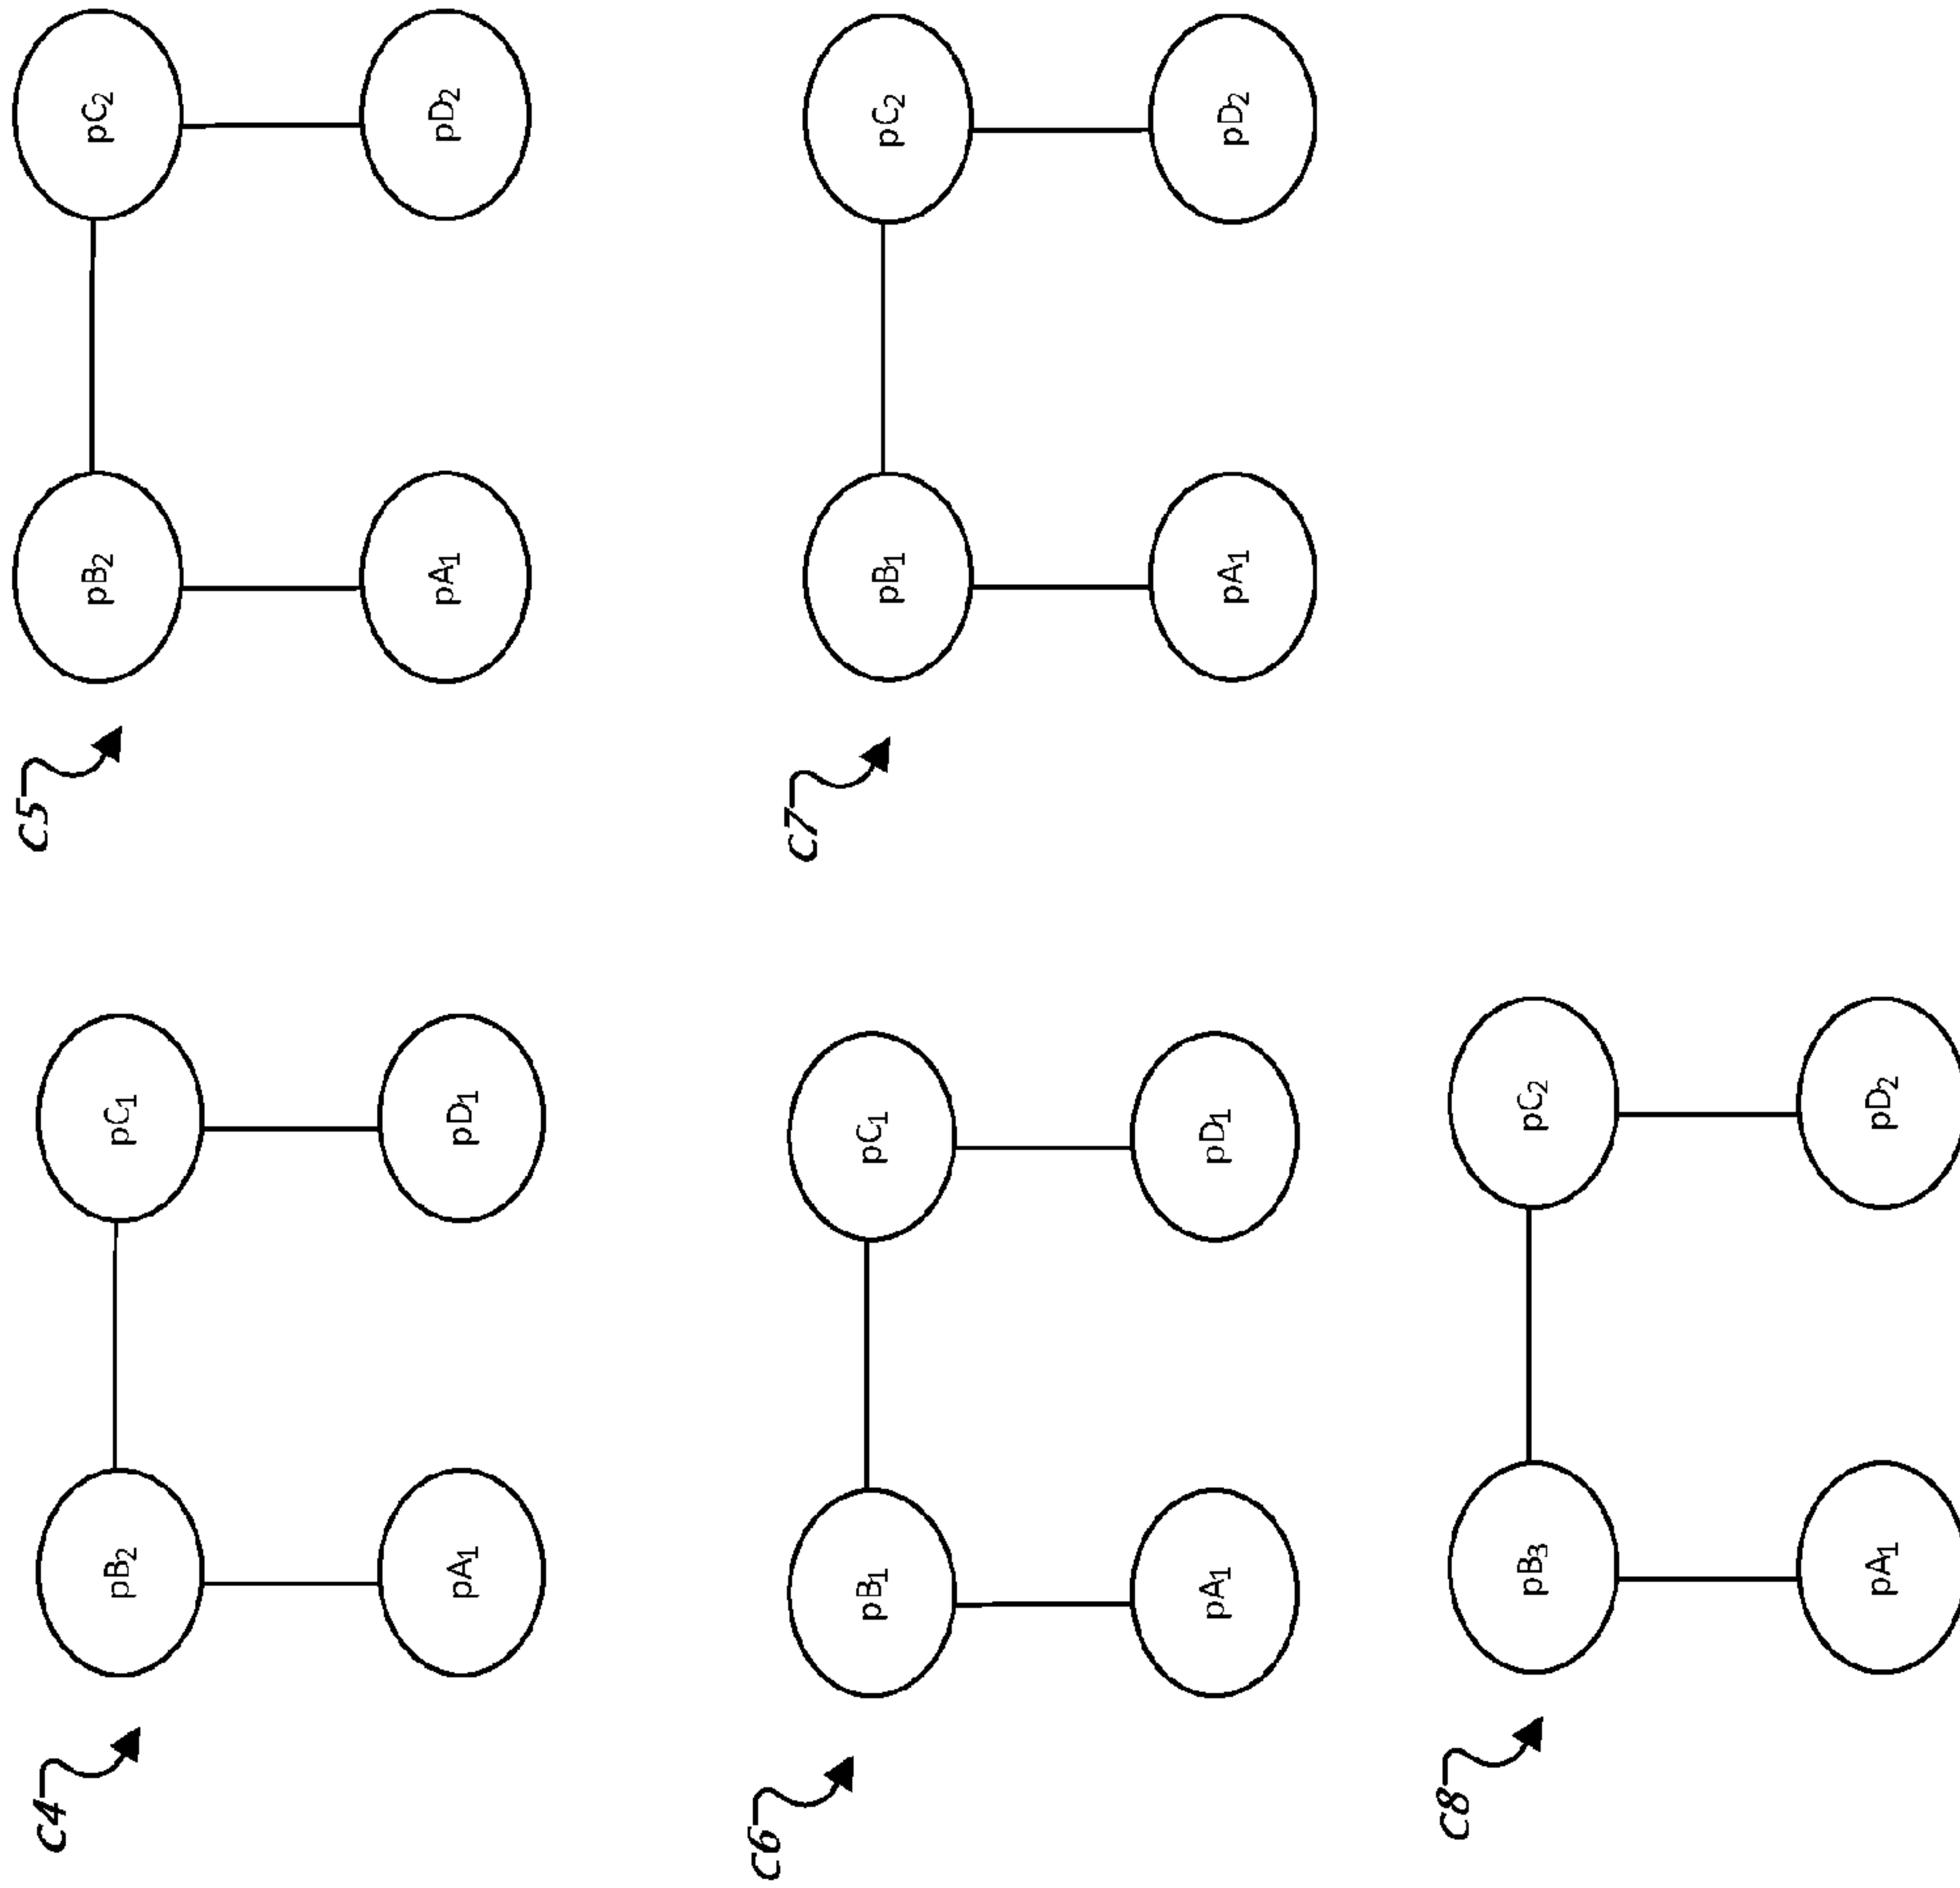 C4
pB₂
pC₁
pA₁
pD₁
C5
pB₂
pC₂
pA₁
pD₂
C6
pB₁
pC₁
pA₁
pD₁
C7
pB₁
pC₂
pA₁
pD₂
C8
pB₃
pC₂
pA₁
pD₂